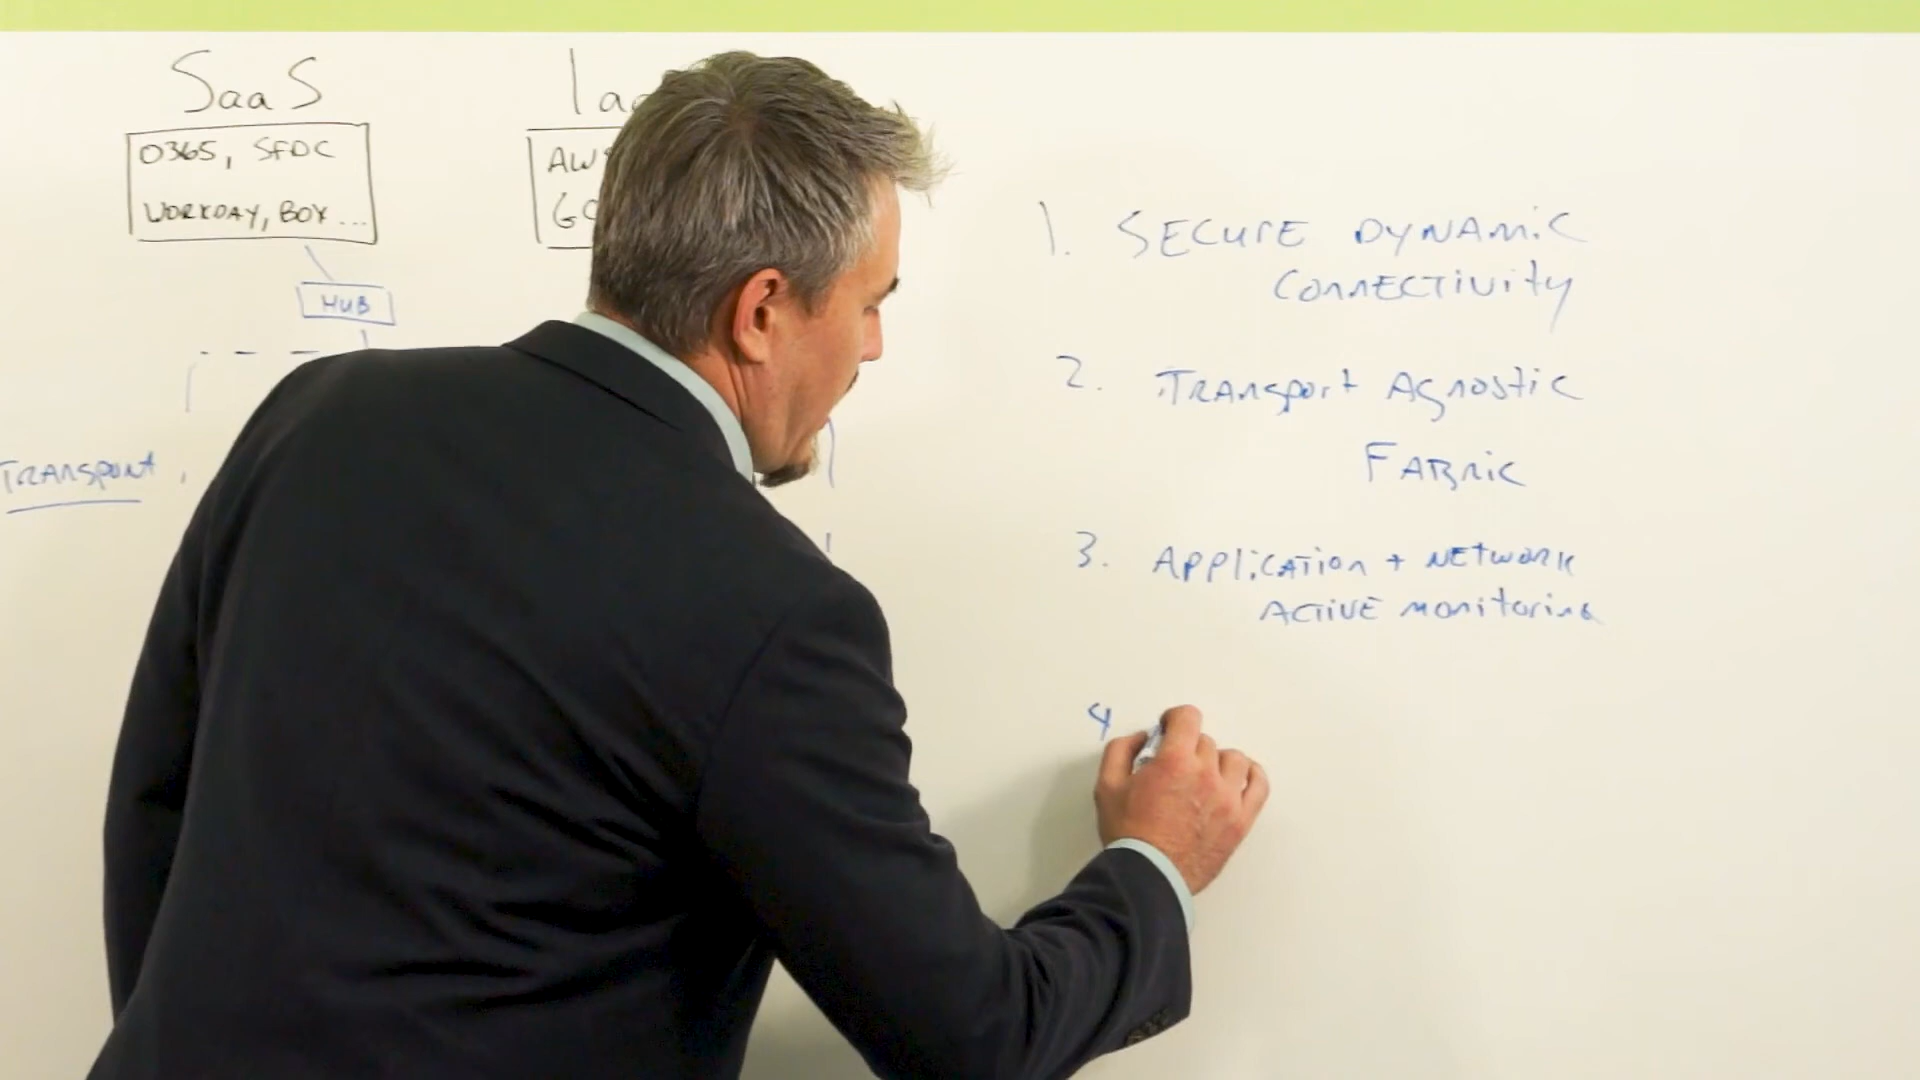 SaaS
O365, SFDC
WORKDAY, BOX ...
HUB
TRANSPORT
1. SECURE DYNAMIC
CONNECTIVITY
2. TRANSPORT AGNOSTIC
FABRIC
3. APPLICATION + NETWORK
ACTIVE MONITORING
4